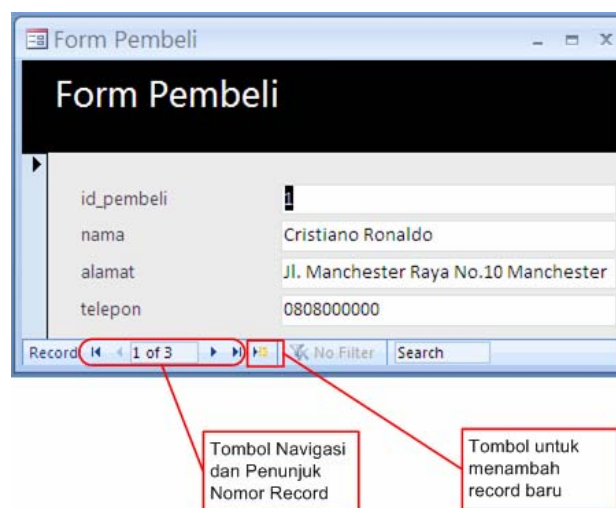 Form Pembeli
Form Pembeli
id_pembeli 1
nama Cristiano Ronaldo
alamat Jl. Manchester Raya No.10 Manchester
telepon 0808000000
Record 1 of 3 No Filter Search
Tombol Navigasi
dan Penunjuk
Nomor Record
Tombol untuk
menambah
record baru